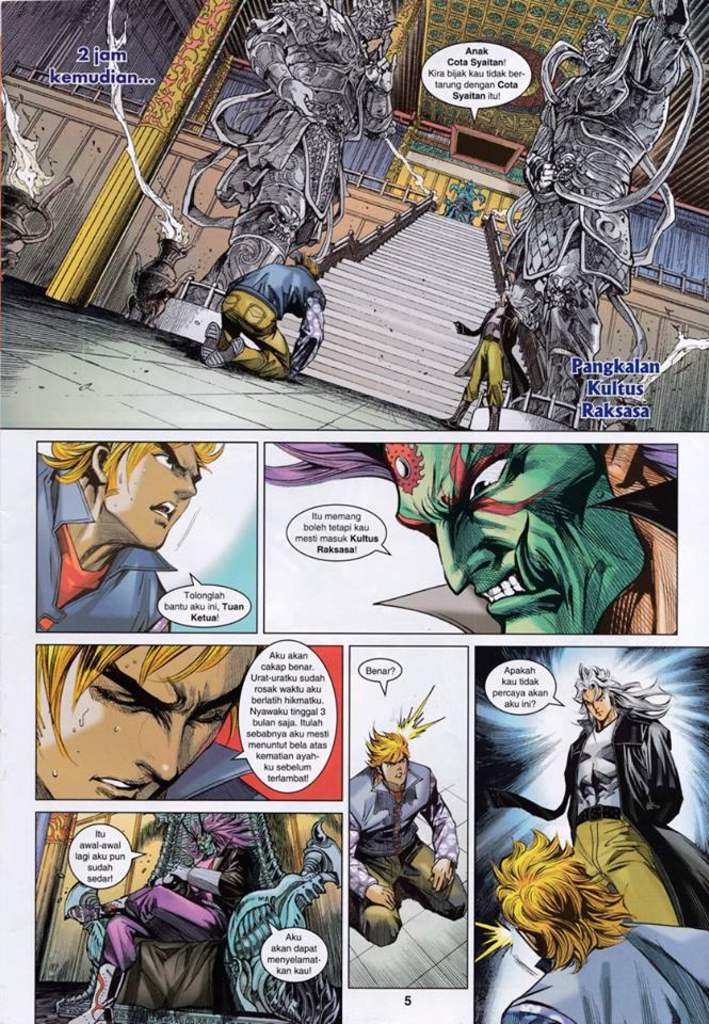 2 jam
kemudian...
Anak
Cota Syaitan!
Kira bijak kau tidak ber-
tarung dengan Cota
Syaitan itu!
Pangkalan
Kultus
Raksasa
Tolonglah
bantu aku ini, Tuan
Ketua!
Itu memang
boleh tetapi kau
mesti masuk Kultus
Raksasa!
Aku akan
cakap benar.
Urat-uratku sudah
rosak waktu aku
berlatih hikmatku.
Nyawaku tinggal 3
bulan saja. Itulah
sebabnya aku mesti
menuntut bela atas
kematian ayah-
ku sebelum
terlambat!
Benar?
Apakah
kau tidak
percaya akan
aku ini?
Itu
awal-awal
lagi aku pun
sudah
sedar!
Aku
akan dapat
menyelamat-
kan kau!
5